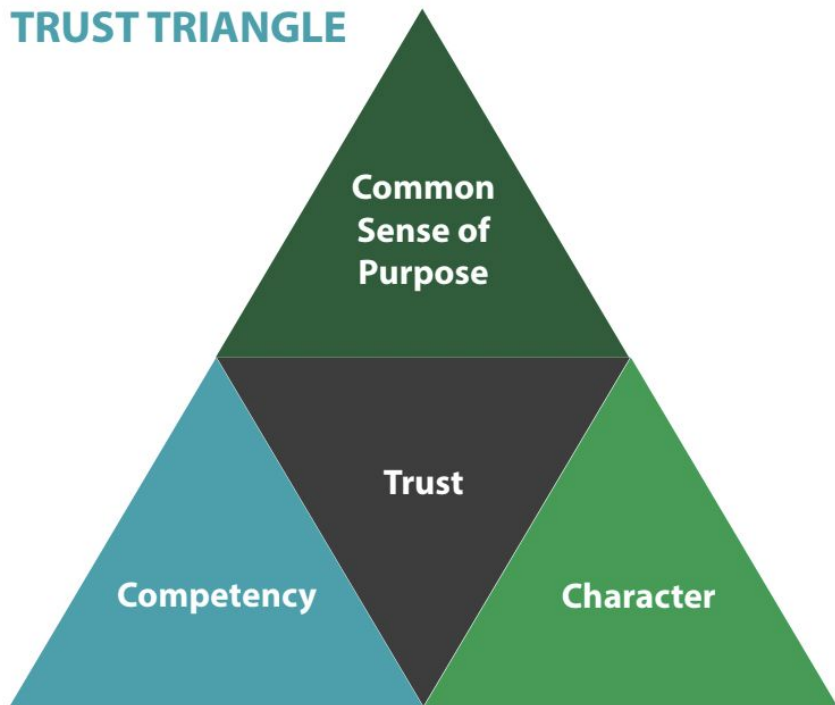 TRUST TRIANGLE
Common
Sense of
Purpose
Trust
Competency
Character